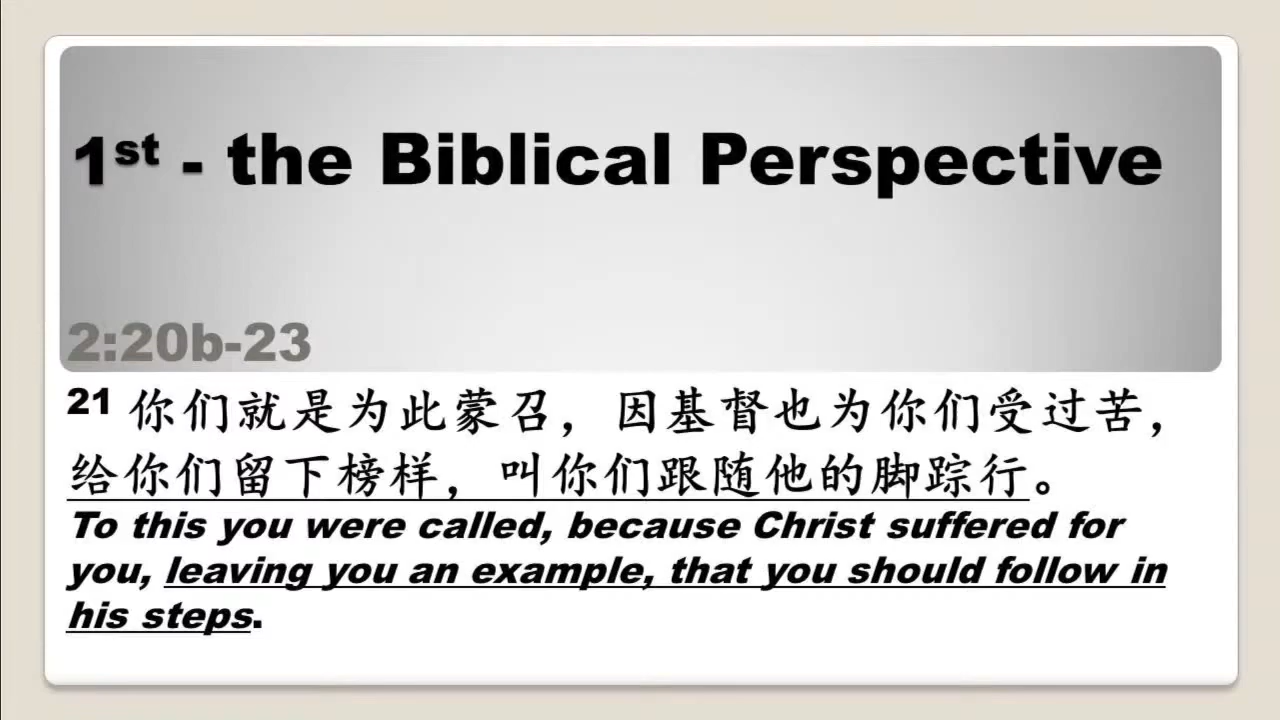 1st - the Biblical Perspective
2:20b-23
21 你们就是为此蒙召，因基督也为你们受过苦，
给你们留下榜样，叫你们跟随他的脚踪行。
To this you were called, because Christ suffered for
you, leaving you an example, that you should follow in
his steps.